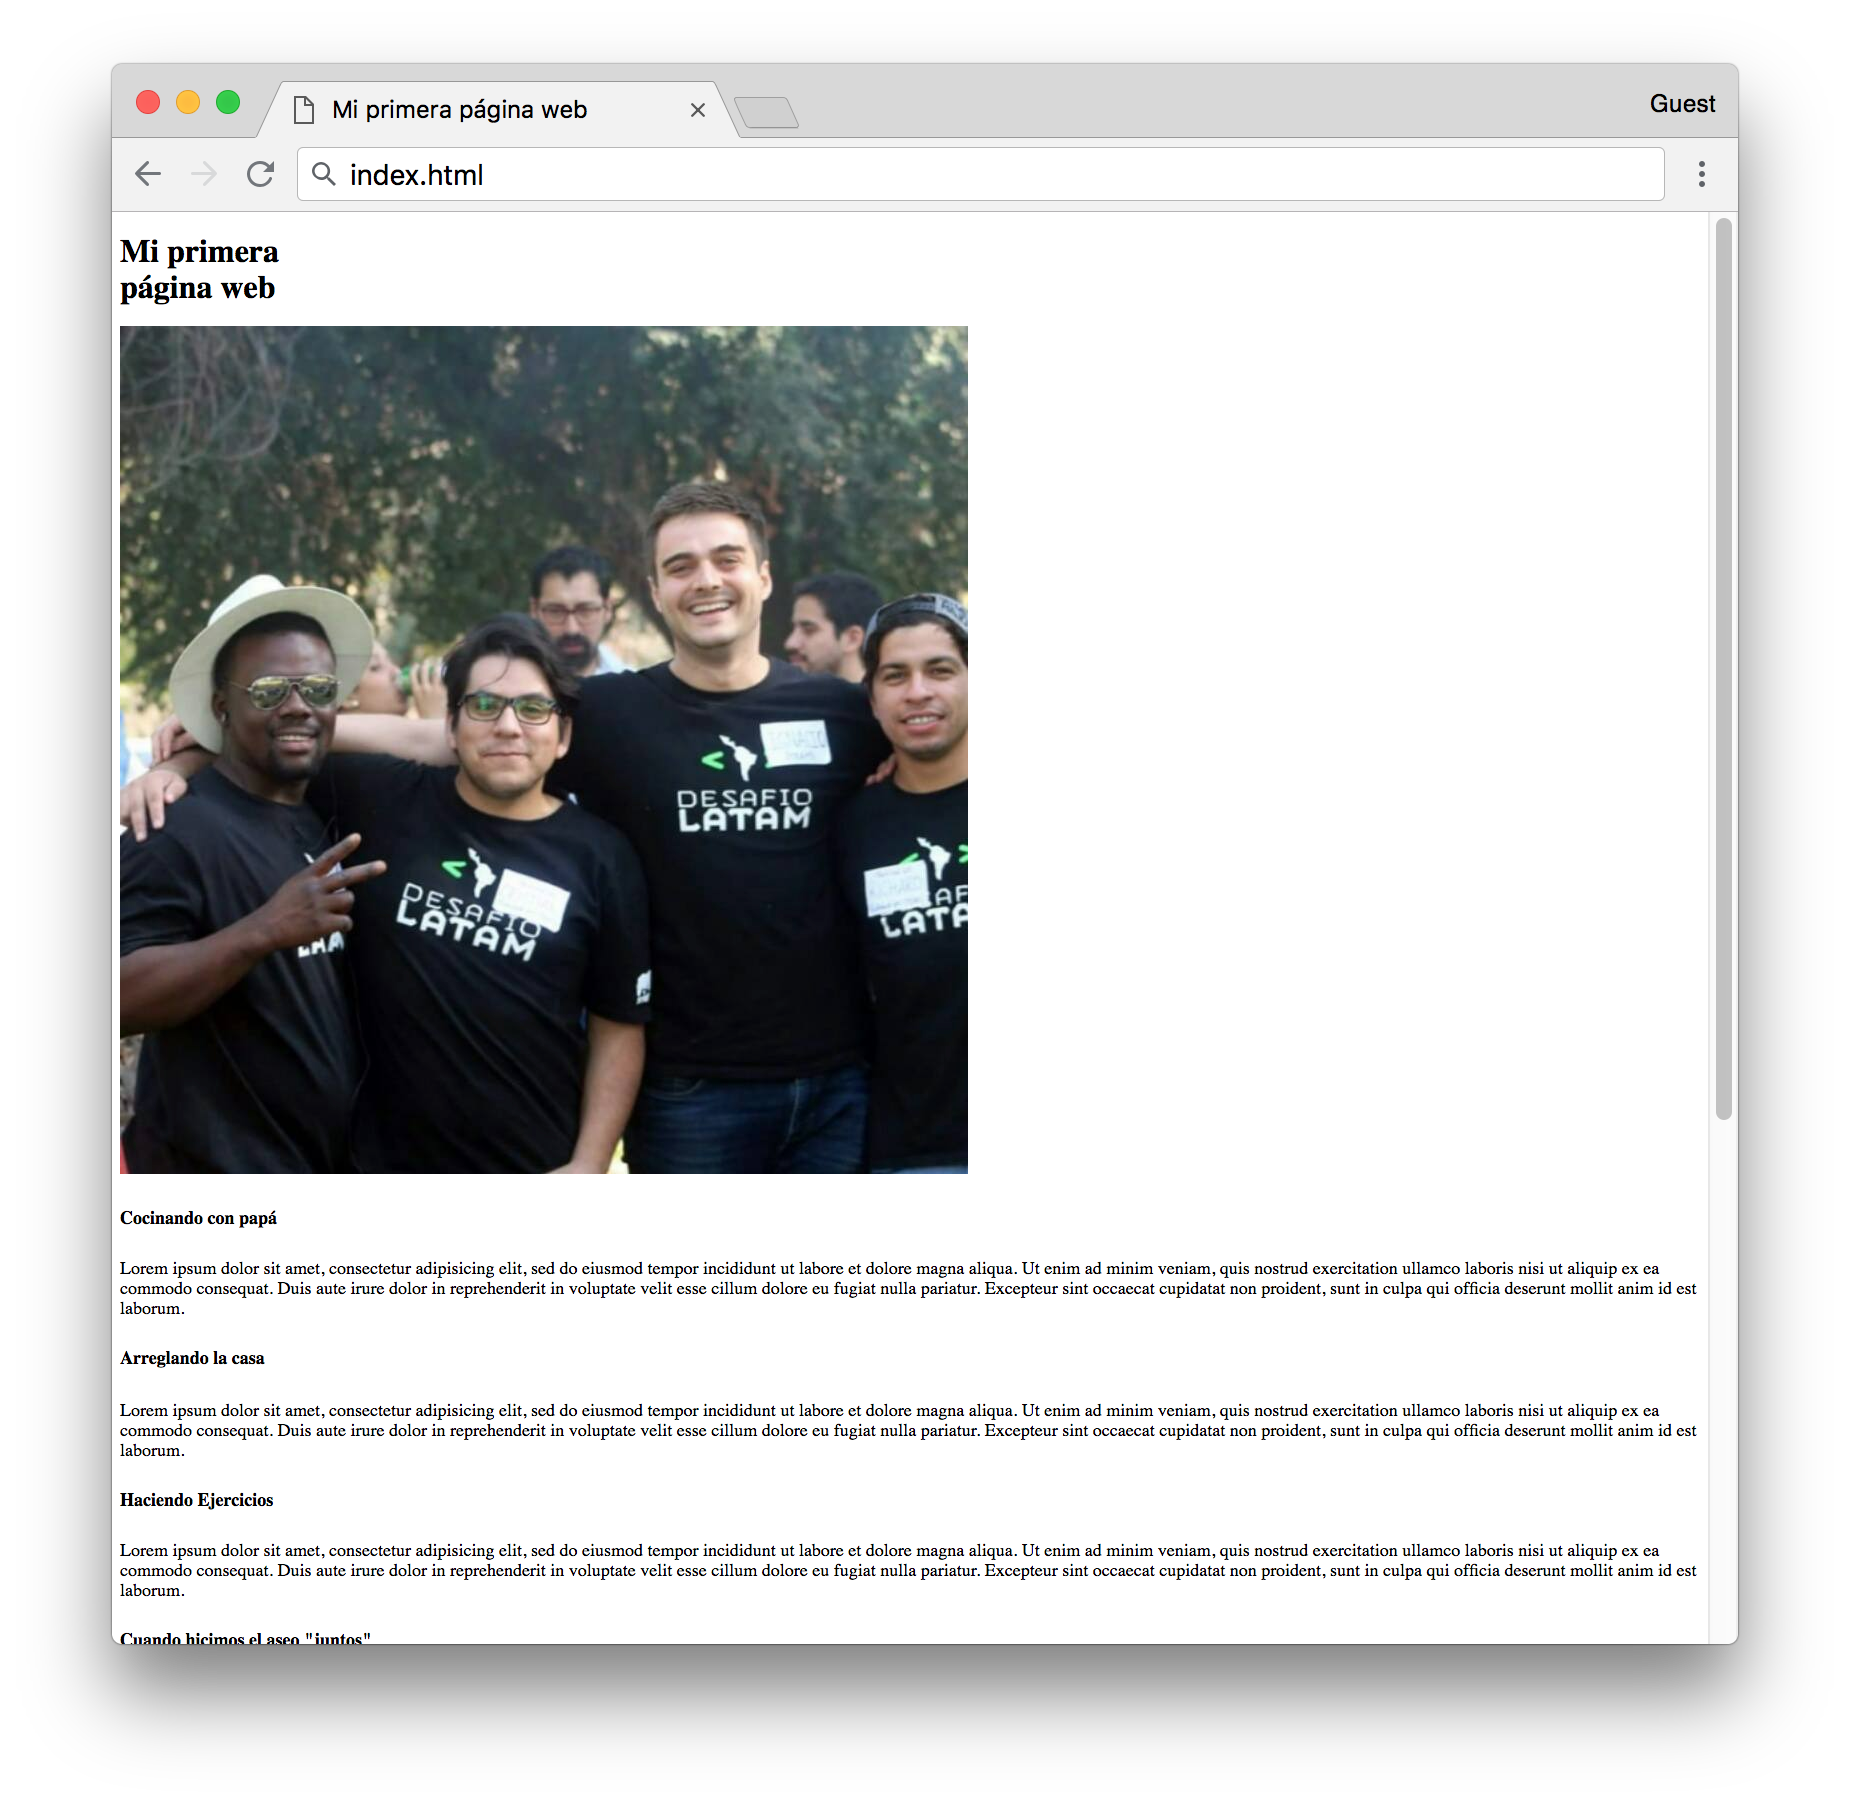 Mi primera página web
Guest
index.html
Mi primera
página web
IGNACIO
DESAFIO
LATAM
DESAFIO
LATAM
RICHARD
LATA
Cocinando con papá
Lorem ipsum dolor sit amet, consectetur adipisicing elit, sed do eiusmod tempor incididunt ut labore et dolore magna aliqua. Ut enim ad minim veniam, quis nostrud exercitation ullamco laboris nisi ut aliquip ex ea
commodo consequat. Duis aute irure dolor in reprehenderit in voluptate velit esse cillum dolore eu fugiat nulla pariatur. Excepteur sint occaecat cupidatat non proident, sunt in culpa qui officia deserunt mollit anim id est
laborum.
Arreglando la casa
Lorem ipsum dolor sit amet, consectetur adipisicing elit, sed do eiusmod tempor incididunt ut labore et dolore magna aliqua. Ut enim ad minim veniam, quis nostrud exercitation ullamco laboris nisi ut aliquip ex ea
commodo consequat. Duis aute irure dolor in reprehenderit in voluptate velit esse cillum dolore eu fugiat nulla pariatur. Excepteur sint occaecat cupidatat non proident, sunt in culpa qui officia deserunt mollit anim id est
laborum.
Haciendo Ejercicios
Lorem ipsum dolor sit amet, consectetur adipisicing elit, sed do eiusmod tempor incididunt ut labore et dolore magna aliqua. Ut enim ad minim veniam, quis nostrud exercitation ullamco laboris nisi ut aliquip ex ea
commodo consequat. Duis aute irure dolor in reprehenderit in voluptate velit esse cillum dolore eu fugiat nulla pariatur. Excepteur sint occaecat cupidatat non proident, sunt in culpa qui officia deserunt mollit anim id est
laborum.
Cuando hicimos el aseo "juntos"